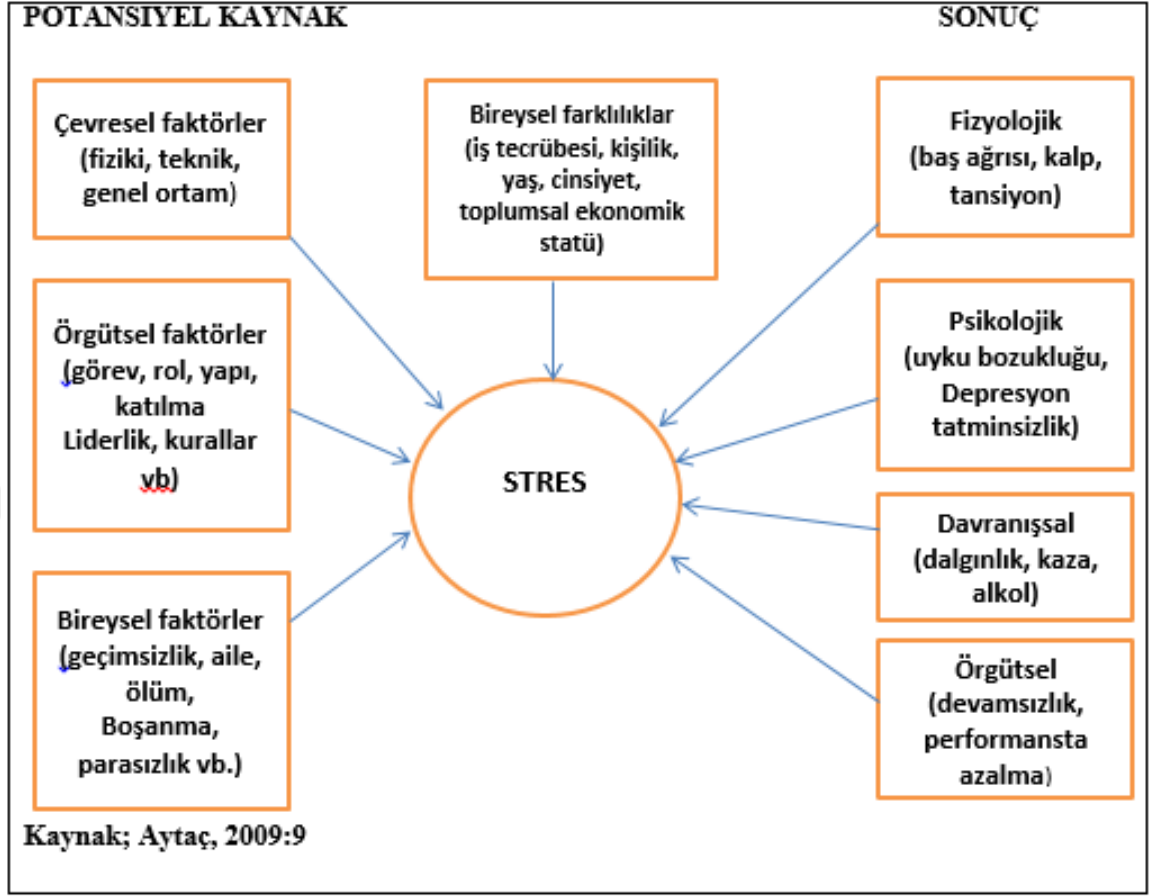 POTANSIYEL KAYNAK
SONUÇ
Çevresel faktörler
(fiziki, teknik,
genel ortam)
Bireysel farklılıklar
(iş tecrübesi, kişilik,
yaş, cinsiyet,
toplumsal ekonomik
statü)
Fizyolojik
(baş ağrısı, kalp,
tansiyon)
Örgütsel faktörler
(görev, rol, yapı,
katılma
Liderlik, kurallar
vb)
Psikolojik
(uyku bozukluğu,
Depresyon
tatminsizlik)
STRES
Davranışsal
(dalgınlık, kaza,
alkol)
Bireysel faktörler
(geçimsizlik, aile,
ölüm,
Boşanma,
parasızlık vb.)
Örgütsel
(devamsızlık,
performansta
azalma)
Kaynak; Aytaç, 2009:9